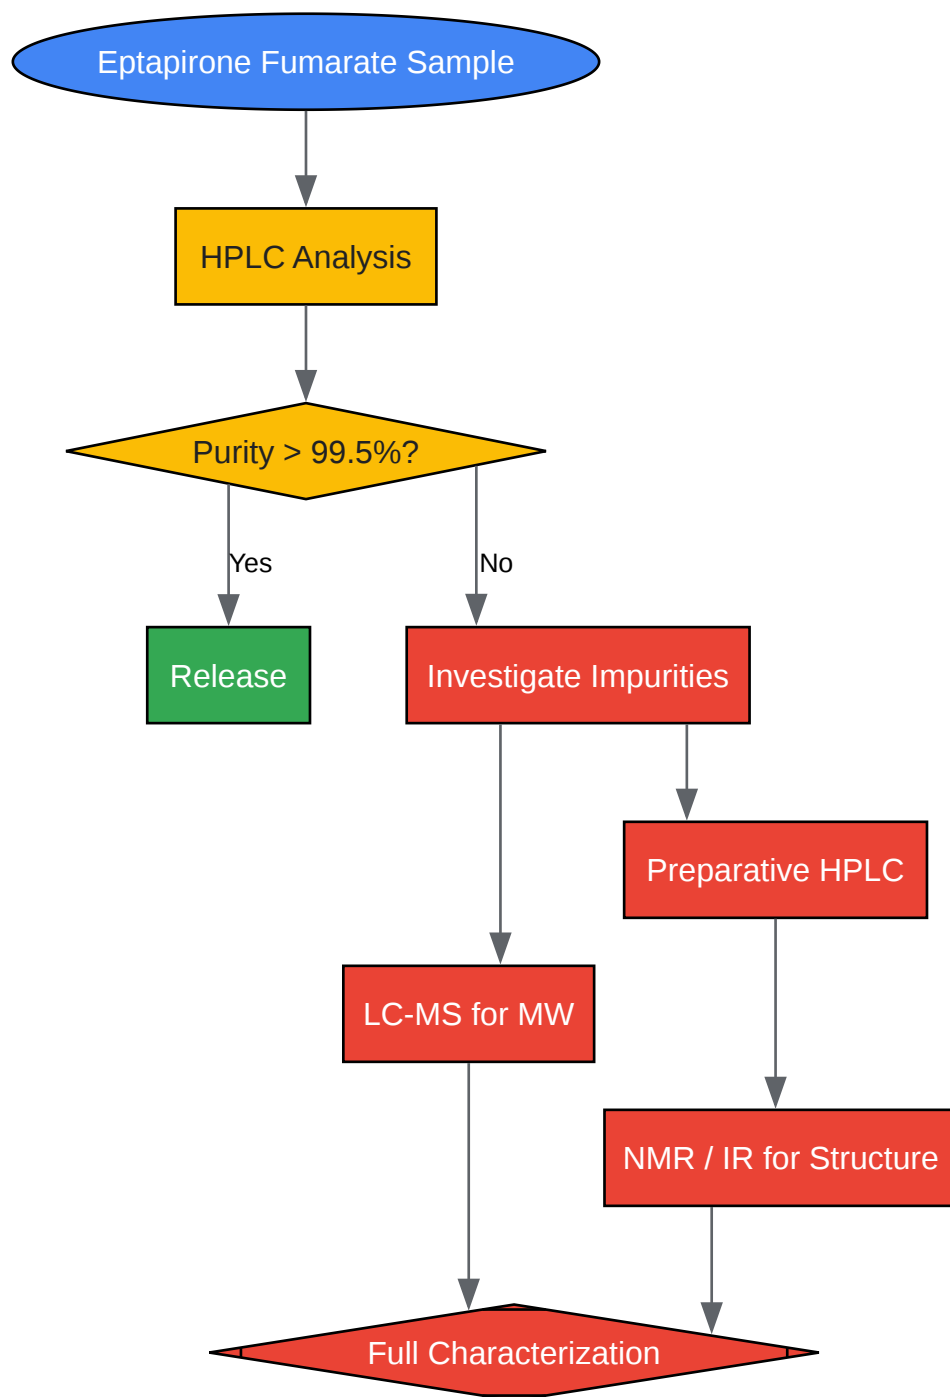 Eptapirone Fumarate Sample
HPLC Analysis
Purity > 99.5%?
Yes
No
Release
Investigate Impurities
Preparative HPLC
LC-MS for MW
NMR / IR for Structure
Full Characterization